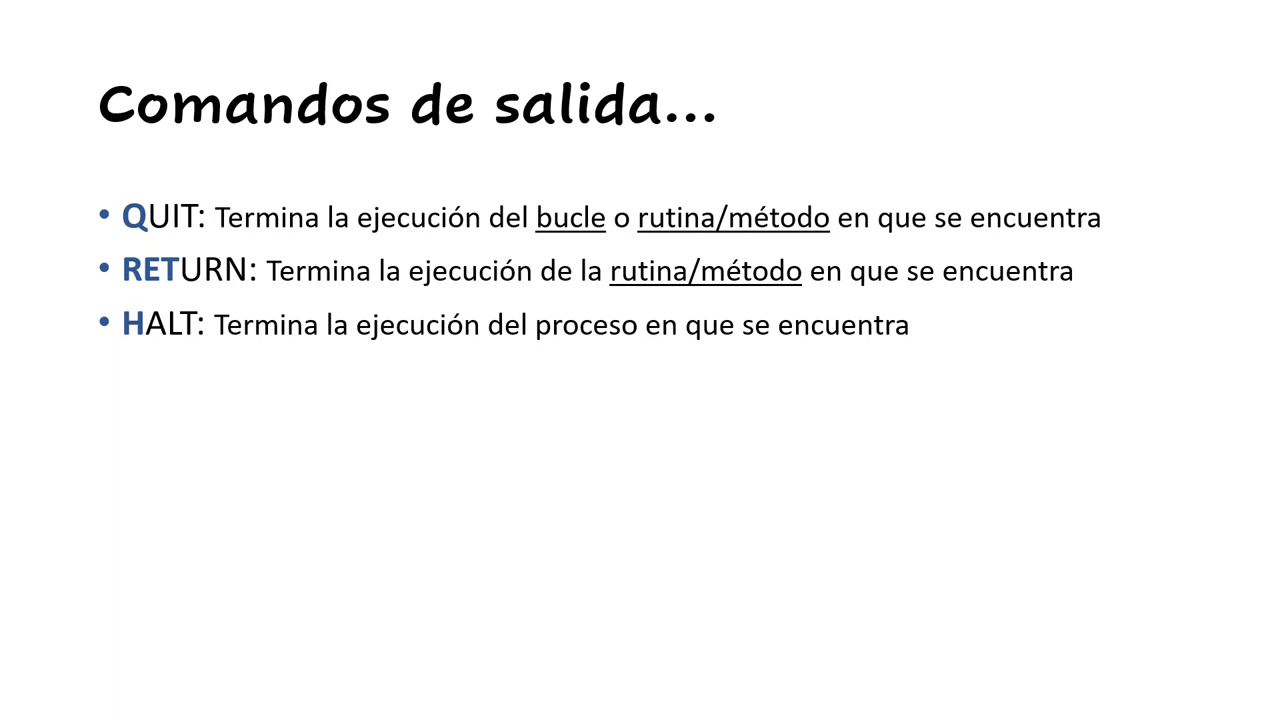 Comandos de salida...
• QUIT: Termina la ejecución del bucle o rutina/método en que se encuentra
• RETURN: Termina la ejecución de la rutina/método en que se encuentra
• HALT: Termina la ejecución del proceso en que se encuentra